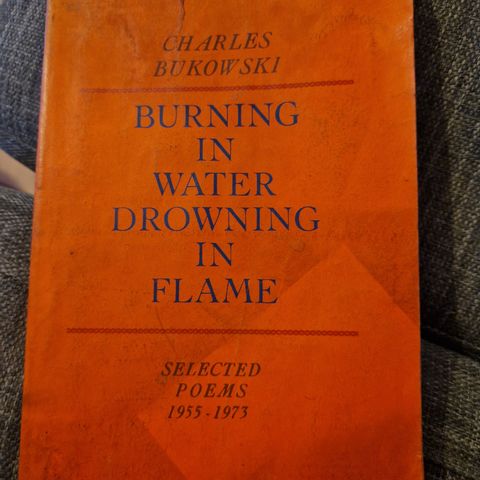 CHARLES
BUKOWSKI
BURNING
IN
WATER
DROWNING
IN
FLAME
SELECTED
POEMS
1955-1973